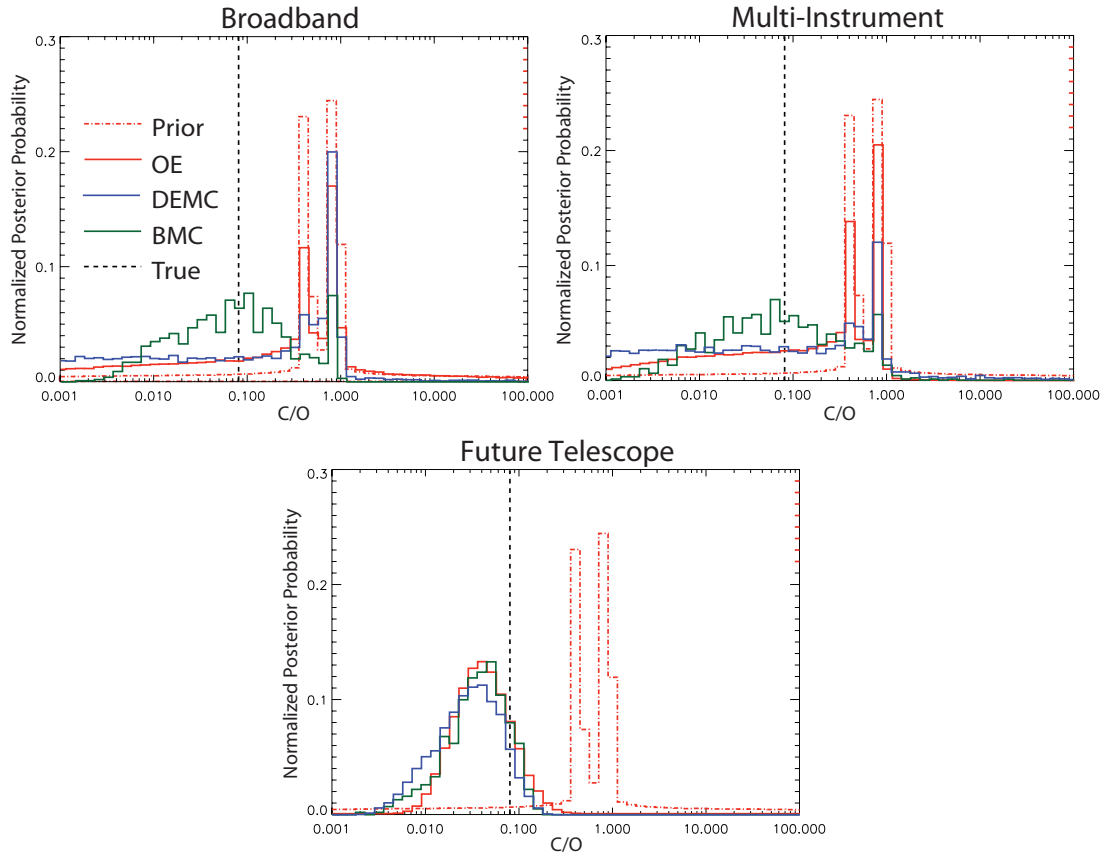 Broadband
Normalized Posterior Probability
0.3
0.2
0.1
0.0
Prior
OE
DEMC
BMC
True
0.001 0.010 0.100 1.000 10.000 100.000
C/O
Multi-Instrument
Normalized Posterior Probability
0.3
0.2
0.1
0.0
0.001 0.010 0.100 1.000 10.000 100.000
C/O
Future Telescope
Normalized Posterior Probability
0.3
0.2
0.1
0.0
0.001 0.010 0.100 1.000 10.000 100.000
C/O